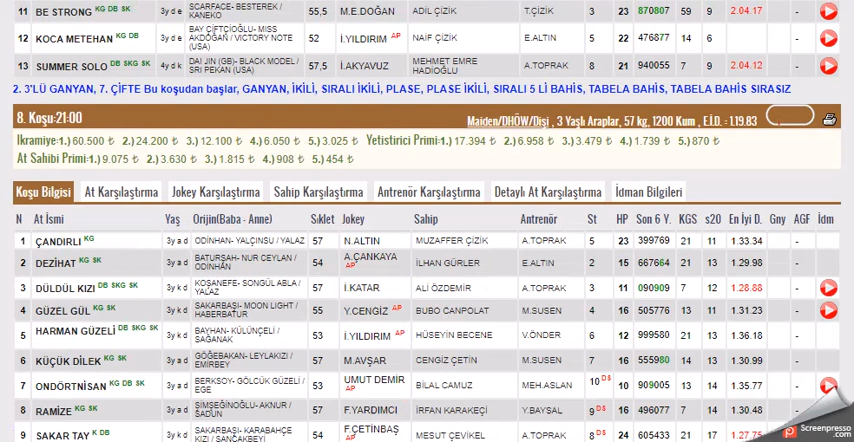 11 BE STRONG KG DB SK 3y d e SCARFACE- BESTEREK / KANEKO 55,5 M.E.DOĞAN ADİL ÇİZİK T.ÇİZİK 3 23 870807 59 9 2.04.17
12 KOCA METEHAN KG DB 3y d e BAY ÇİFTÇİOĞLU- MISS AKDOĞAN / VICTORY NOTE (USA) 52 İ.YILDIRIM AP NAİF ÇİZİK E.ALTIN 5 22 476877 14 6 -
13 SUMMER SOLO DB SKG SK 4y d k DAI JIN (GB)- BLACK MODEL / SRI PEKAN (USA) 57,5 İ.AKYAVUZ MEHMET EMRE HADİOĞLU A.TOPRAK 8 21 940055 7 9 2.04.12 -
2. 3'LÜ GANYAN, 7. ÇİFTE Bu koşudan başlar, GANYAN, İKİLİ, SIRALI İKİLİ, PLASE, PLASE İKİLİ, SIRALI 5 Lİ BAHİS, TABELA BAHİS, TABELA BAHİS SIRASIZ
8. Koşu:21:00 Maiden/DHÖW/Dişi , 3 Yaşlı Araplar, 57 kg, 1200 Kum , E.İ.D. : 1.19.83
Ikramiye:1.) 60.500 ₺ 2.) 24.200 ₺ 3.) 12.100 ₺ 4.) 6.050 ₺ 5.) 3.025 ₺ Yetistirici Primi:1.) 17.394 ₺ 2.) 6.958 ₺ 3.) 3.479 ₺ 4.) 1.739 ₺ 5.) 870 ₺
At Sahibi Primi:1.) 9.075 ₺ 2.) 3.630 ₺ 3.) 1.815 ₺ 4.) 908 ₺ 5.) 454 ₺
Koşu Bilgisi At Karşılaştırma Jokey Karşılaştırma Sahip Karşılaştırma Antrenör Karşılaştırma Detaylı At Karşılaştırma İdman Bilgileri
N At İsmi Yaş Orijin(Baba - Anne) Sıklet Jokey Sahip Antrenör St HP Son 6 Y. KGS s20 En İyi D. Gny AGF İdm
1 ÇANDIRLI KG 3y a d ODİNHAN- YALÇINSU / YALAZ 57 N.ALTIN MUZAFFER ÇİZİK A.TOPRAK 5 23 399769 21 11 1.33.34 -
2 DEZİHAT KG SK 3y a d BATURŞAH- NUR CEYLAN / ODİNHAN 54 A.ÇANKAYA AP İLHAN GÜRLER E.ALTIN 2 15 667664 21 12 1.29.98 -
3 DÜLDÜL KIZI DB SKG SK 3y k d KOŞANEFE- SONGÜL ABLA / YALAZ 57 İ.KATAR ALİ ÖZDEMİR A.TOPRAK 3 11 090909 7 12 1.28.88 -
4 GÜZEL GÜL KG SK 3y k d SAKARBAŞI- MOON LIGHT / HABERBATUR 55 Y.CENGİZ AP BUBO CANPOLAT M.SUSEN 4 16 505776 13 11 1.31.23 -
5 HARMAN GÜZELİ DB SKG SK 3y k d BAYHAN- KÜLÜNÇELİ / SAĞANAK 53 İ.YILDIRIM AP HÜSEYİN BECENE V.ÖNDER 6 12 999580 21 13 1.36.18 -
6 KÜÇÜK DİLEK KG SK 3y a d GÖĞEBAKAN- LEYLAKIZI / EMİRBEY 57 M.AVŞAR CENGİZ ÇETİN M.SUSEN 7 16 555980 14 13 1.30.99 -
7 ONDÖRTNİSAN KG DB SK 3y a d BERKSOY- GÖLCÜK GÜZELİ / EGE 53 UMUT DEMİR AP BİLAL CAMUZ MEH.ASLAN 10 DS 10 909005 13 14 1.35.77 -
8 RAMİZE KG SK 3y a d ŞİMŞEĞİNOĞLU- AKNUR / SADUN 57 F.YARDIMCI İRFAN KARAKEÇİ Y.BAYSAL 9 DS 16 496077 7 14 1.30.48 -
9 SAKAR TAY K DB 3y a d SAKARBAŞI- KARABAHÇE KIZI / SANCAKBEYİ 54 F.ÇETİNBAŞ AP MESUT ÇEVİKEL A.TOPRAK 8 DS 24 605433 21 17 1.27.75
Screenpresso
.com